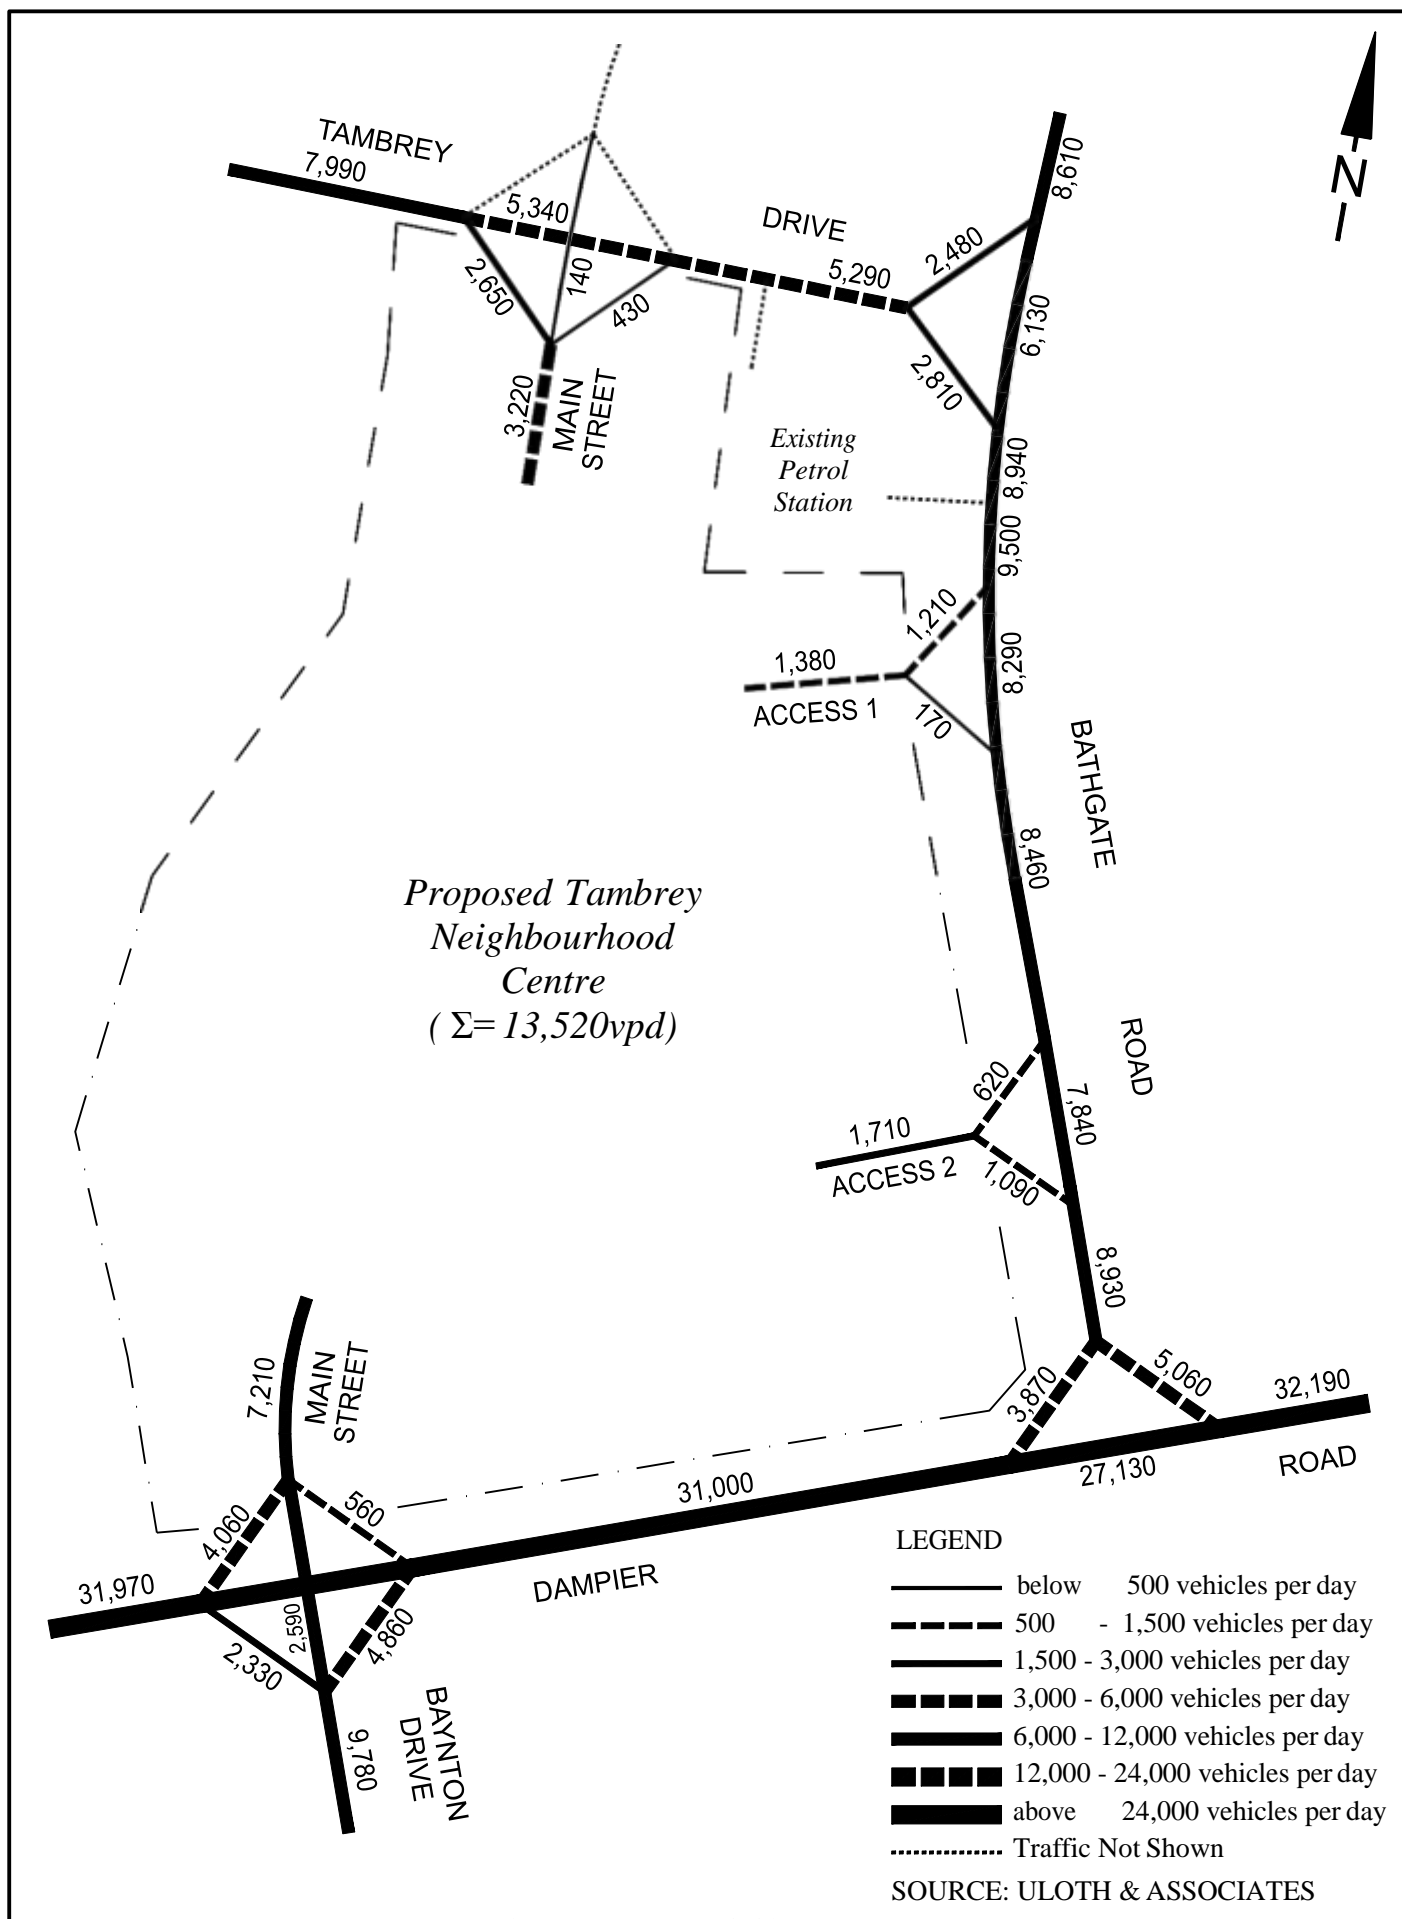 TAMBREY
7,990
5,340
DRIVE
5,290
2,480
8,610
N
2,650
140
430
6,130
2,810
3,220
MAIN
STREET
Existing
Petrol
Station
8,940
9,500
1,210
1,380
ACCESS 1
170
8,290
BATHGATE
8,460
Proposed Tambrey
Neighbourhood
Centre
( Σ= 13,520vpd)
ROAD
620
7,840
1,710
ACCESS 2
1,090
8,930
7,210
MAIN
STREET
3,870
5,060
32,190
27,130
ROAD
31,000
4,060
560
31,970
DAMPIER
2,590
4,860
2,330
BAYNTON
DRIVE
9,780
LEGEND
below 500 vehicles per day
500 - 1,500 vehicles per day
1,500 - 3,000 vehicles per day
3,000 - 6,000 vehicles per day
6,000 - 12,000 vehicles per day
12,000 - 24,000 vehicles per day
above 24,000 vehicles per day
Traffic Not Shown
SOURCE: ULOTH & ASSOCIATES